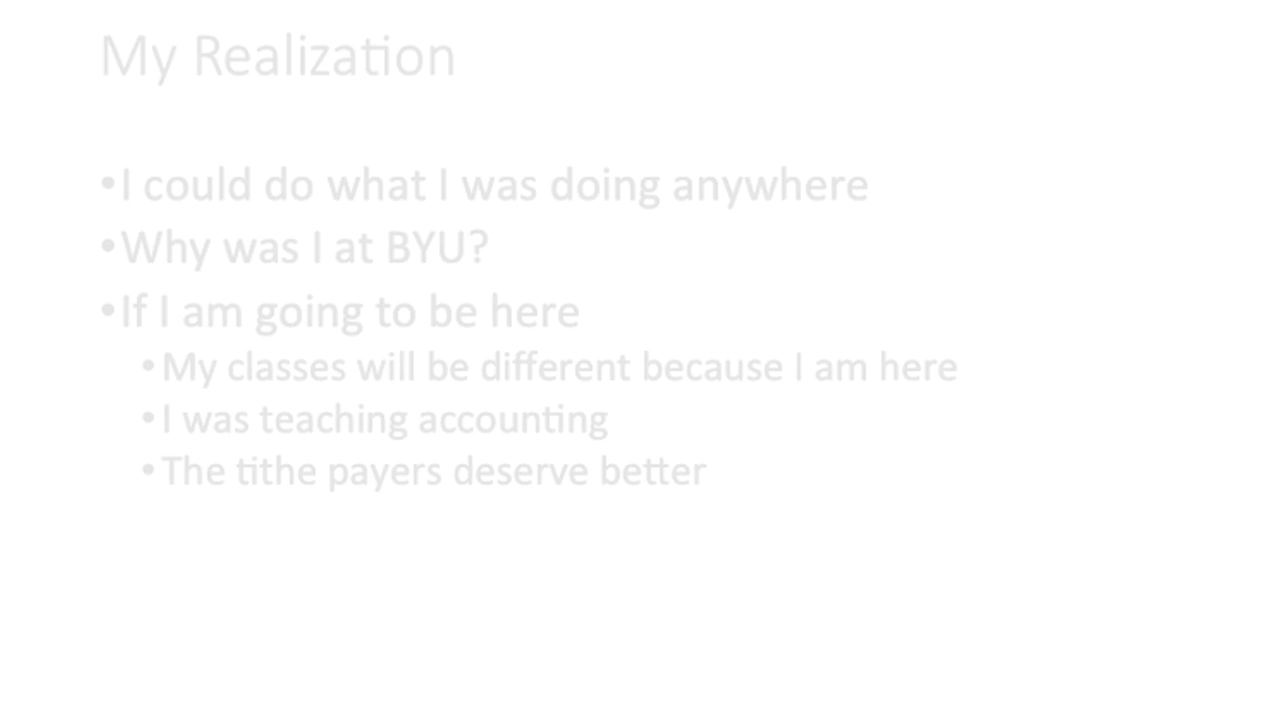 My Realization
•I could do what I was doing anywhere
•Why was I at BYU?
•If I am going to be here
•My classes will be different because I am here
•I was teaching accounting
•The tithe payers deserve better